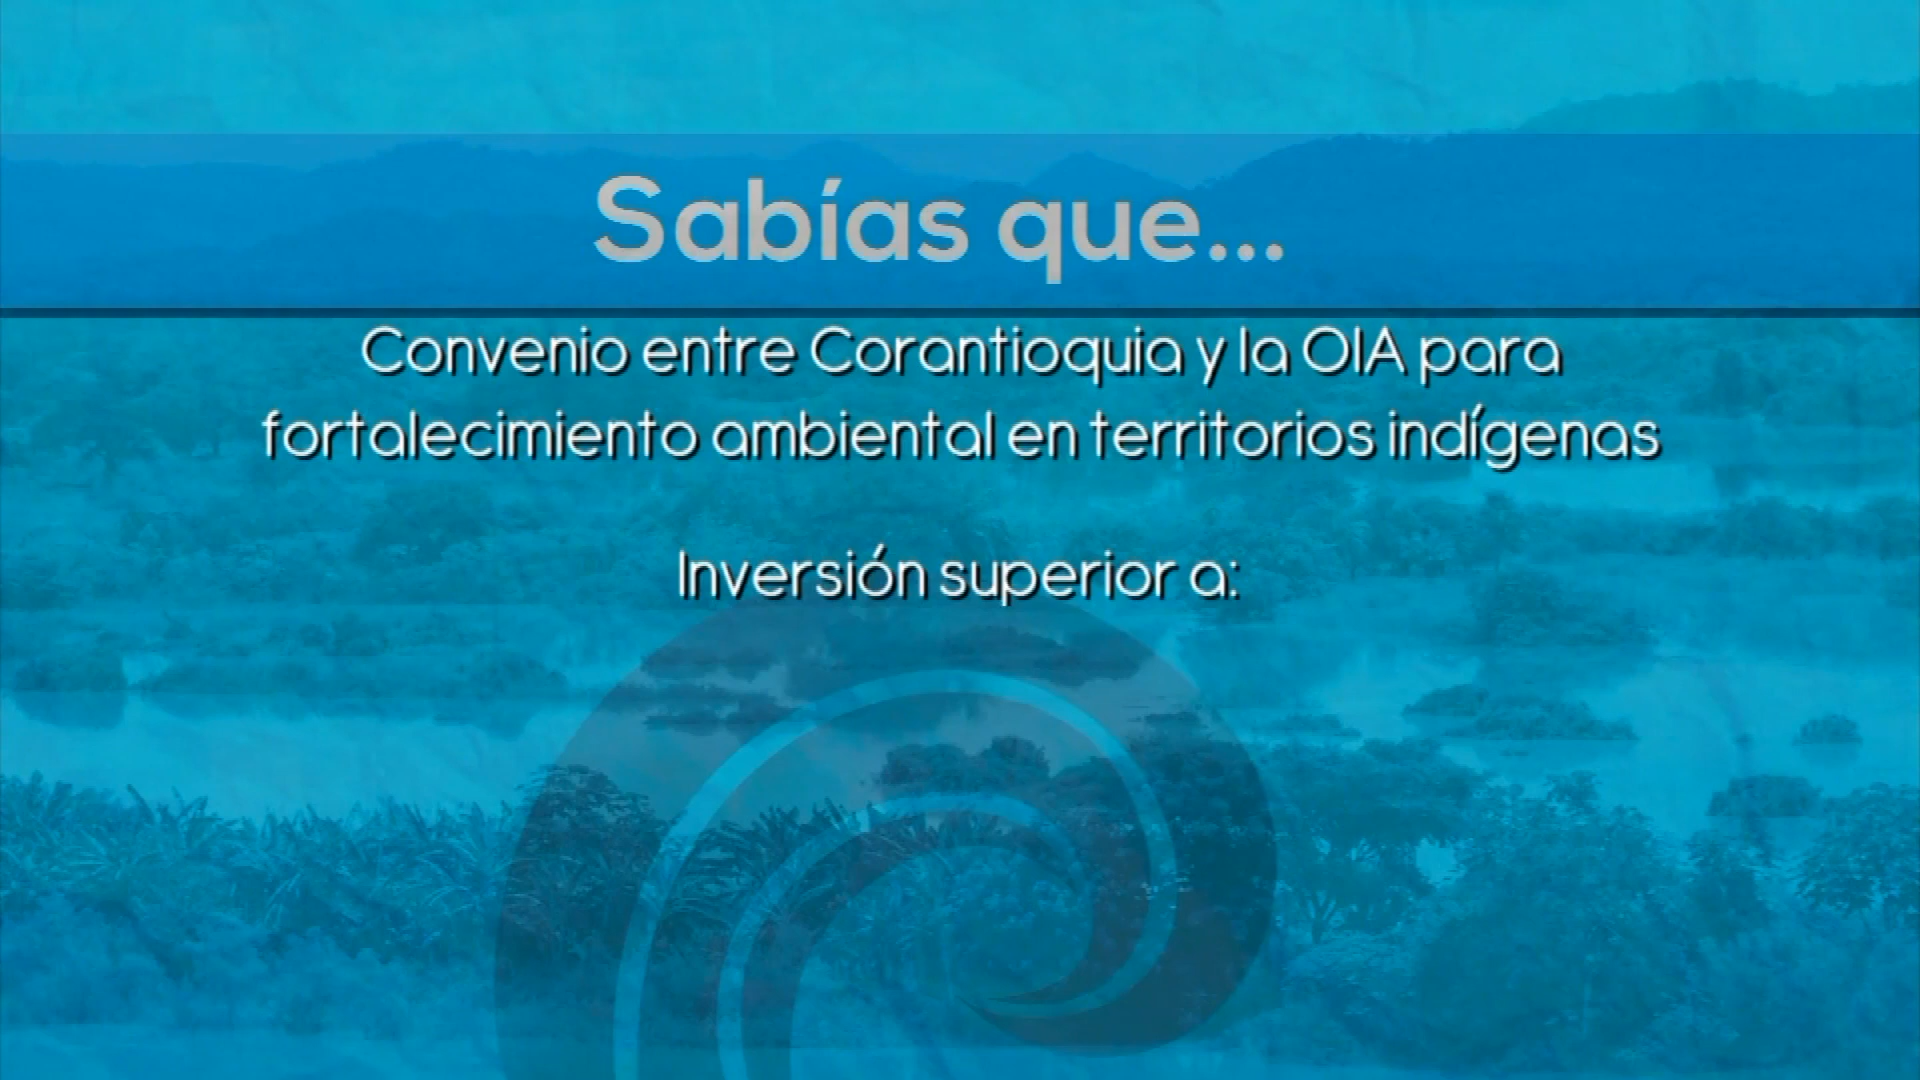 Sabías que...
Convenio entre Corantioquia y la OIA para
fortalecimiento ambiental en territorios indígenas
Inversión superior a: